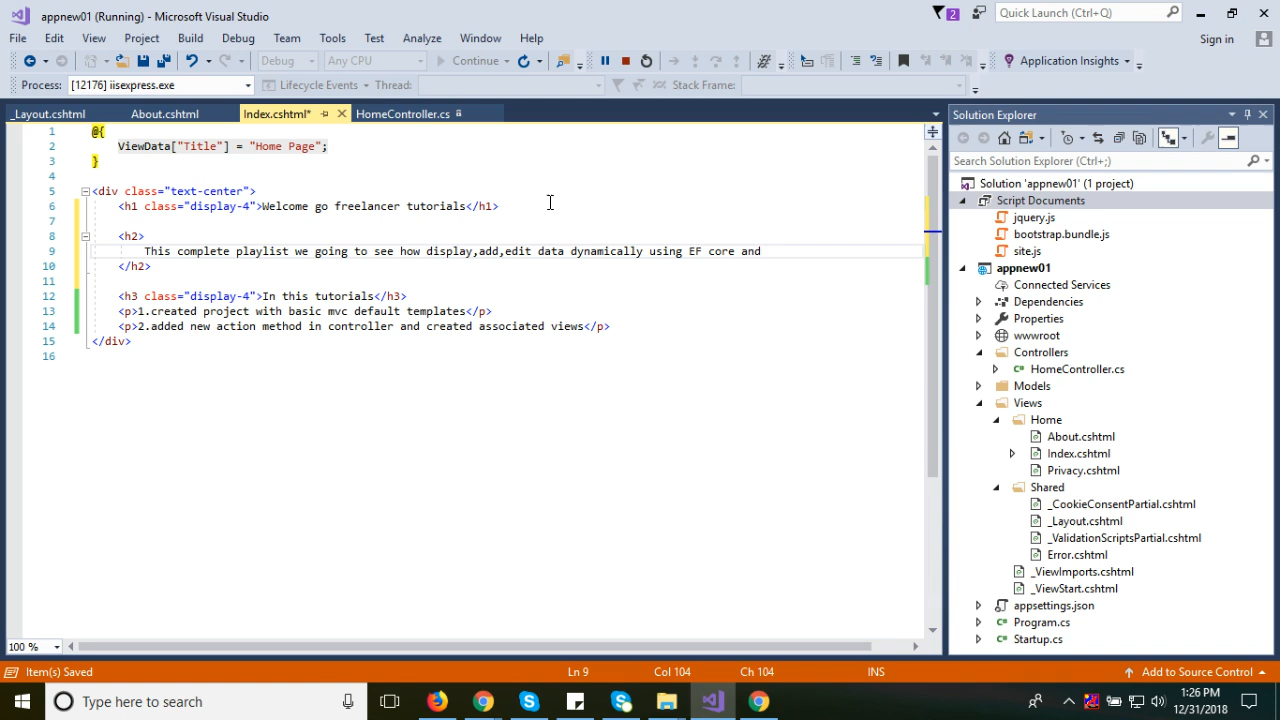 appnew01 (Running) - Microsoft Visual Studio
2
Quick Launch (Ctrl+Q)
File Edit View Project Build Debug Team Tools Test Analyze Window Help
Sign in
Debug Any CPU Continue Application Insights
Process: [12176] iisexpress.exe Lifecycle Events Thread: Stack Frame:
_Layout.cshtml About.cshtml Index.cshtml* HomeController.cs
1 @{
2 ViewData["Title"] = "Home Page";
3 }
4
5 <div class="text-center">
6 <h1 class="display-4">Welcome go freelancer tutorials</h1>
7
8 <h2>
9 This complete playlist we going to see how display,add,edit data dynamically using EF core and
10 </h2>
11
12 <h3 class="display-4">In this tutorials</h3>
13 <p>1.created project with basic mvc default templates</p>
14 <p>2.added new action method in controller and created associated views</p>
15 </div>
16
100 %
Solution Explorer
Search Solution Explorer (Ctrl+;)
Solution 'appnew01' (1 project)
Script Documents
jquery.js
bootstrap.bundle.js
site.js
appnew01
Connected Services
Dependencies
Properties
wwwroot
Controllers
HomeController.cs
Models
Views
Home
About.cshtml
Index.cshtml
Privacy.cshtml
Shared
_CookieConsentPartial.cshtml
_Layout.cshtml
_ValidationScriptsPartial.cshtml
Error.cshtml
_ViewImports.cshtml
_ViewStart.cshtml
appsettings.json
Program.cs
Startup.cs
Item(s) Saved Ln 9 Col 104 Ch 104 INS Add to Source Control
Type here to search
1:26 PM
12/31/2018